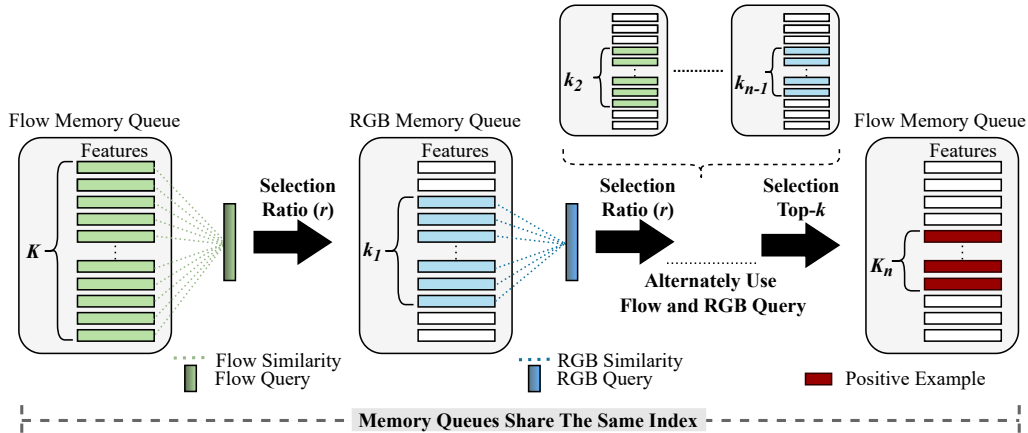 k2
kn-1
Flow Memory Queue
RGB Memory Queue
Flow Memory Queue
Features
Features
Features
K
k1
Kn
Selection
Ratio (r)
Selection
Ratio (r)
Selection
Top-k
Alternately Use
Flow and RGB Query
Flow Similarity
Flow Query
RGB Similarity
RGB Query
Positive Example
Memory Queues Share The Same Index